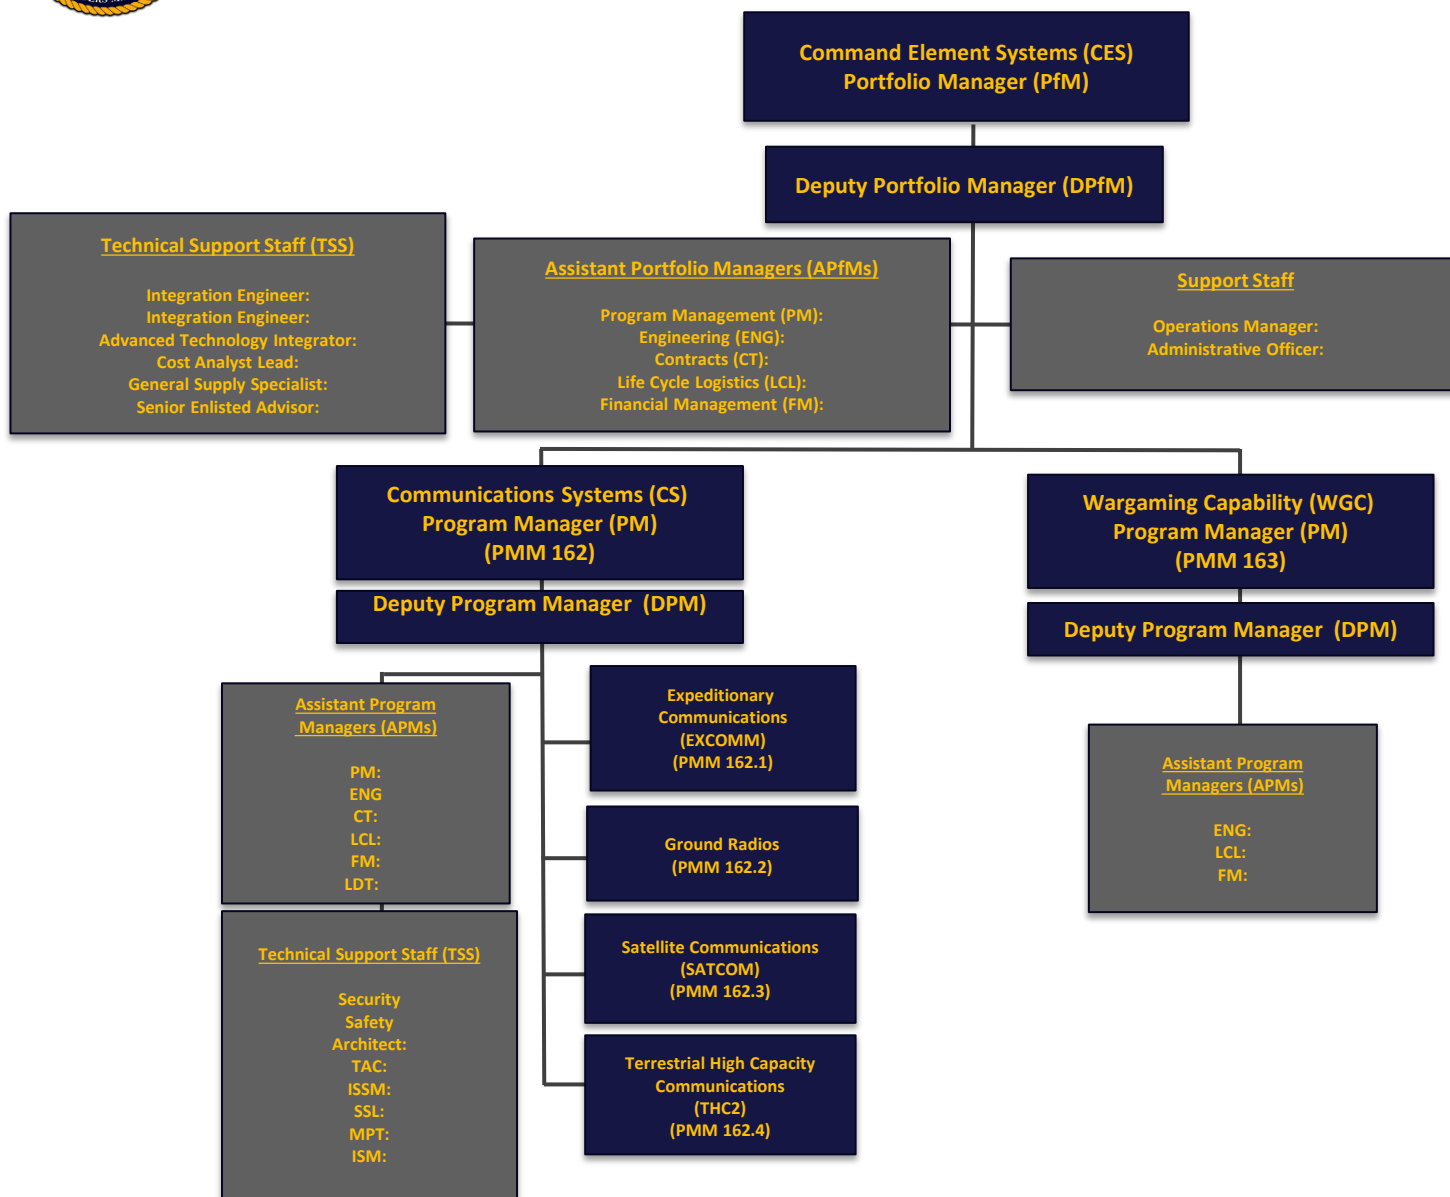 Command Element Systems (CES)
Portfolio Manager (PfM)
Deputy Portfolio Manager (DPfM)
Technical Support Staff (TSS)
Integration Engineer:
Integration Engineer:
Advanced Technology Integrator:
Cost Analyst Lead:
General Supply Specialist:
Senior Enlisted Advisor:
Assistant Portfolio Managers (APfMs)
Program Management (PM):
Engineering (ENG):
Contracts (CT):
Life Cycle Logistics (LCL):
Financial Management (FM):
Support Staff
Operations Manager:
Administrative Officer:
Communications Systems (CS)
Program Manager (PM)
(PMM 162)
Deputy Program Manager (DPM)
Wargaming Capability (WGC)
Program Manager (PM)
(PMM 163)
Deputy Program Manager (DPM)
Assistant Program
Managers (APMs)
PM:
ENG
CT:
LCL:
FM:
LDT:
Technical Support Staff (TSS)
Security
Safety
Architect:
TAC:
ISSM:
SSL:
MPT:
ISM:
Expeditionary
Communications
(EXCOMM)
(PMM 162.1)
Ground Radios
(PMM 162.2)
Satellite Communications
(SATCOM)
(PMM 162.3)
Terrestrial High Capacity
Communications
(THC2)
(PMM 162.4)
Assistant Program
Managers (APMs)
ENG:
LCL:
FM: